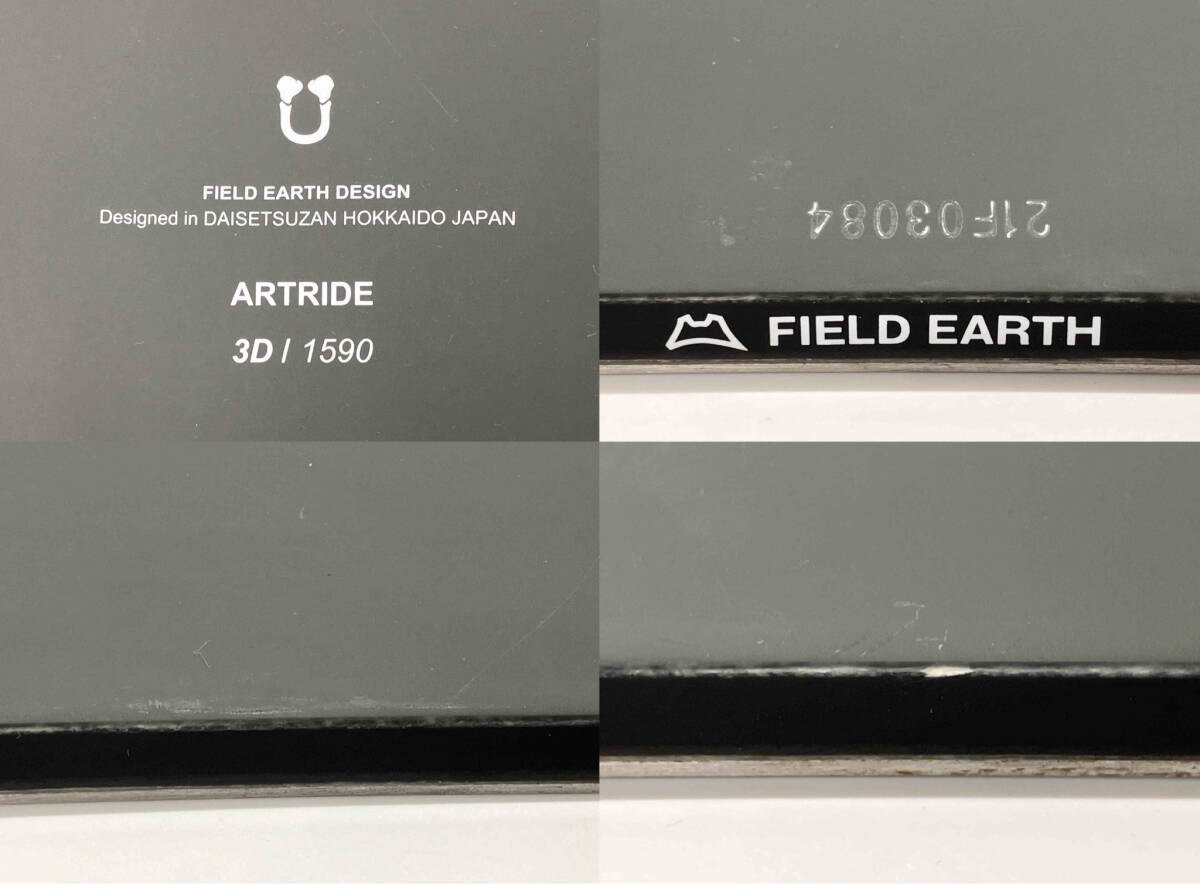 FIELD EARTH DESIGN
Designed in DAISETSUZAN HOKKAIDO JAPAN
ARTRIDE
3D / 1590
21F03084
FIELD EARTH